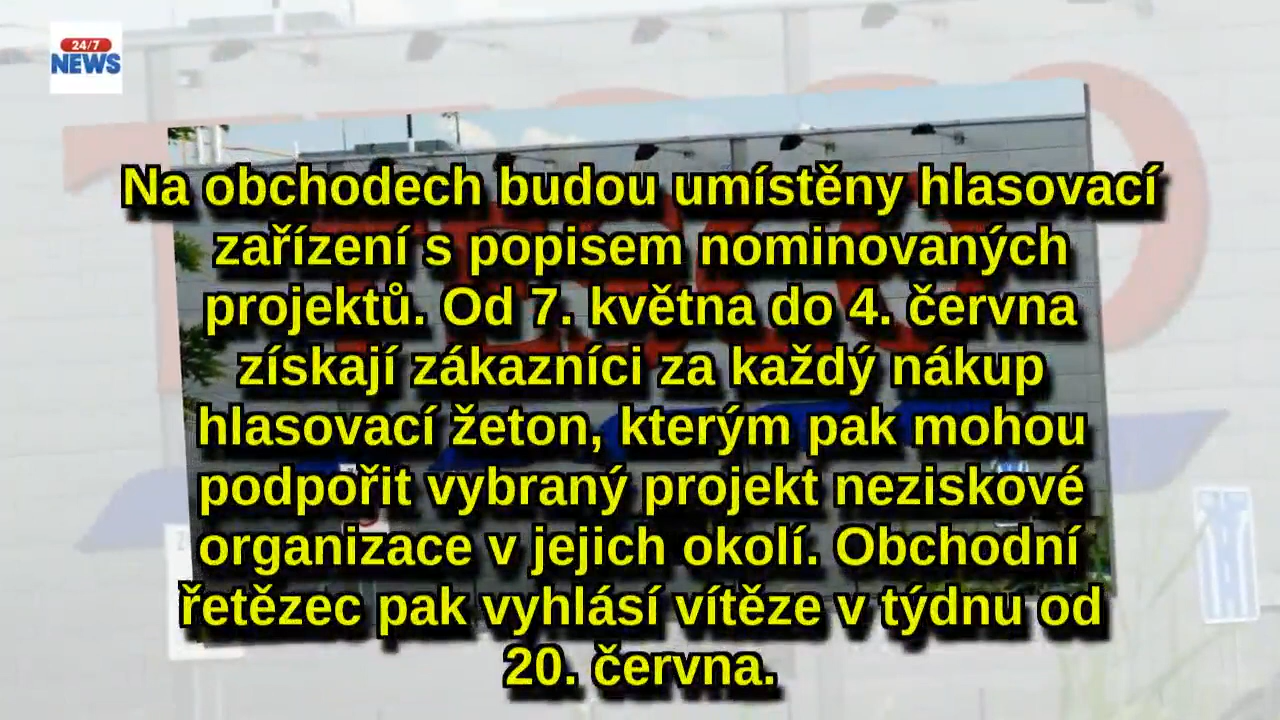 24/7
NEWS
TESCO
Na obchodech budou umístěny hlasovací
zařízení s popisem nominovaných
projektů. Od 7. května do 4. června
získají zákazníci za každý nákup
hlasovací žeton, kterým pak mohou
podpořit vybraný projekt neziskové
organizace v jejich okolí. Obchodní
řetězec pak vyhlásí vítěze v týdnu od
20. června.